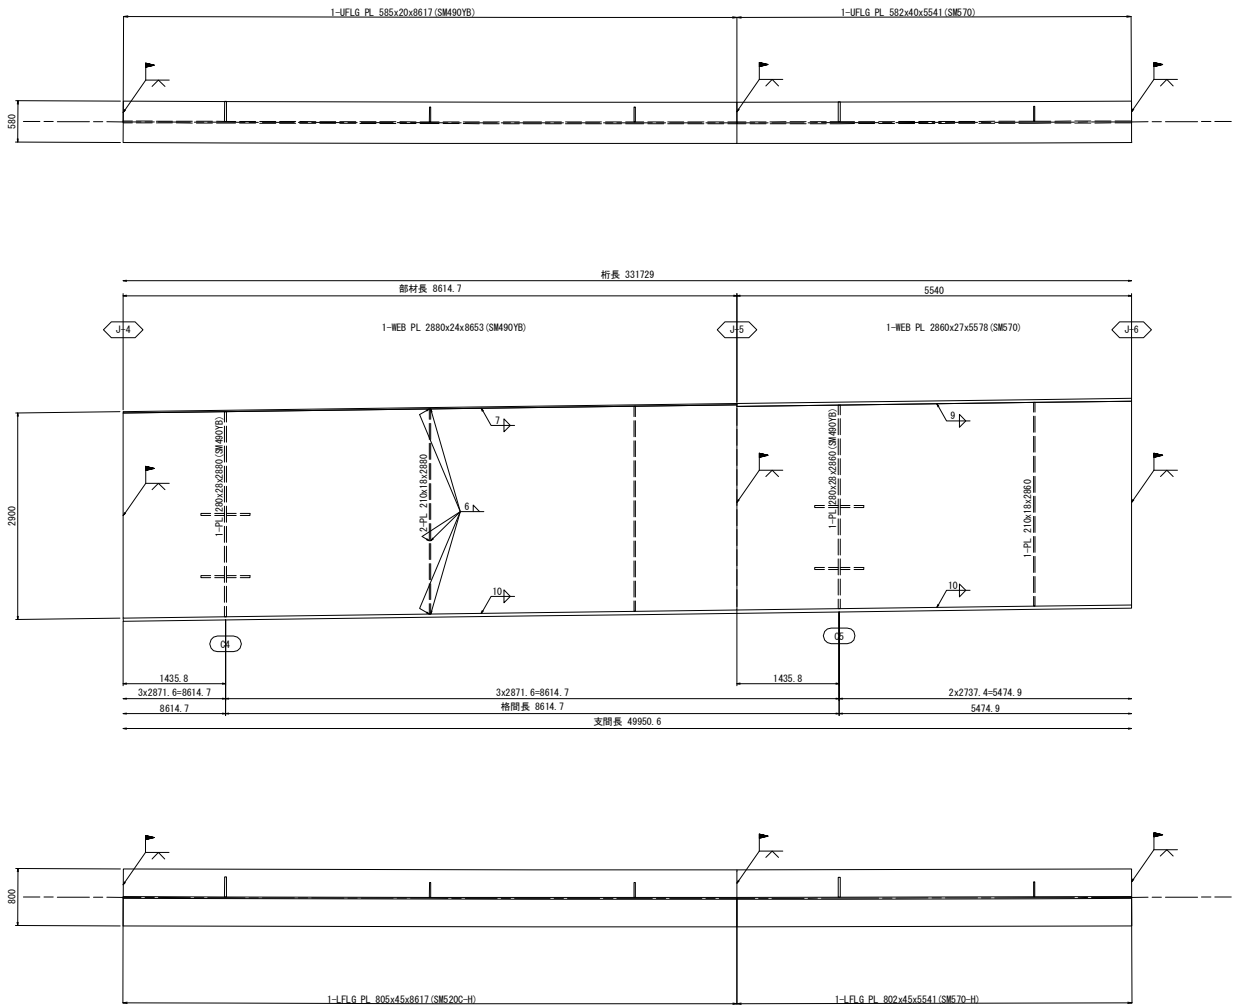 1-UFLG PL 585x20x8617(SM490YB)
1-UFLG PL 582x40x5541(SM570)
580
桁長 331729
部材長 8614.7
5540
J-4
1-WEB PL 2880x24x8653(SM490YB)
J-5
1-WEB PL 2860x27x5578(SM570)
J-6
2900
1-PL 280x28x2880(SM490YB)
2-PL 210x18x2880
7
6
10
1-PL 280x28x2860(SM490YB)
9
1-PL 210x18x2860
10
C4
C5
1435.8
1435.8
3x2871.6=8614.7
3x2871.6=8614.7
2x2737.4=5474.9
8614.7
格間長 8614.7
5474.9
支間長 49950.6
800
1-LFLG PL 805x45x8617(SM520C-H)
1-LFLG PL 802x45x5541(SM570-H)